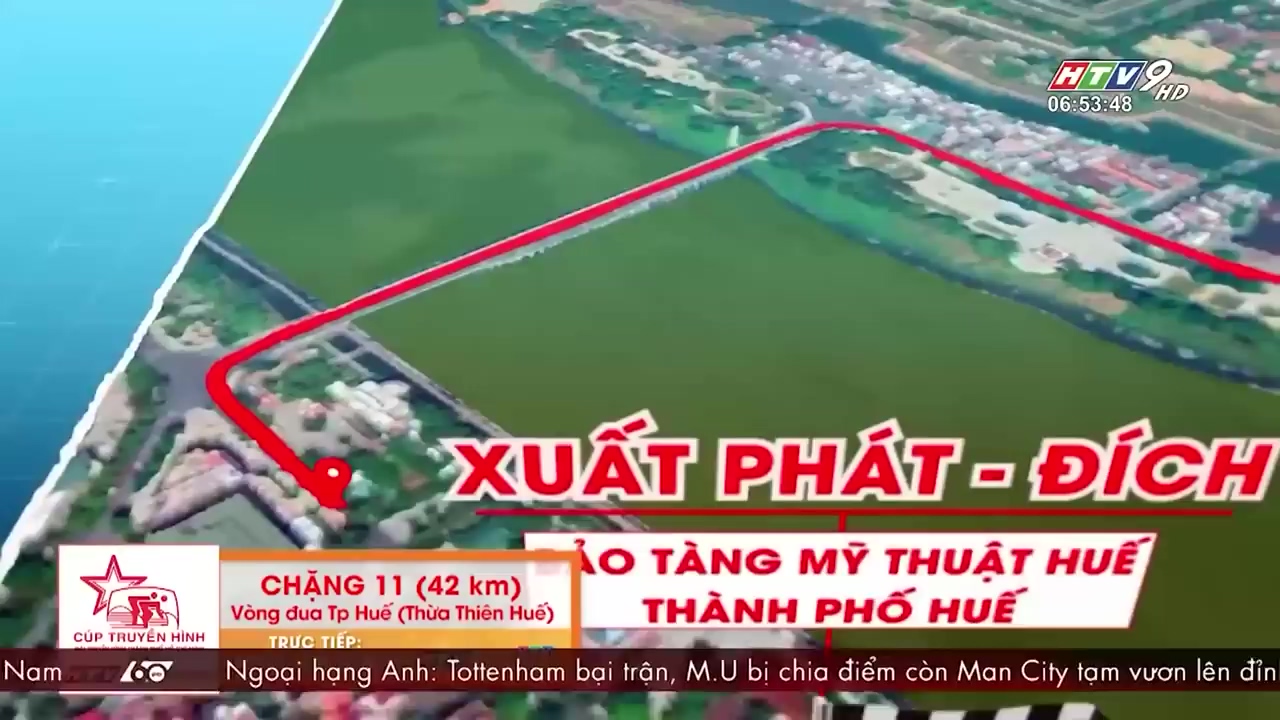 HTV9 HD
06:53:48
XUẤT PHÁT - ĐÍCH
BẢO TÀNG MỸ THUẬT HUẾ
THÀNH PHỐ HUẾ
CHẶNG 11 (42 km)
Vòng đua Tp Huế (Thừa Thiên Huế)
CÚP TRUYỀN HÌNH
TRỰC TIẾP:
Nam
60
Ngoại hạng Anh: Tottenham bại trận, M.U bị chia điểm còn Man City tạm vươn lên đỉn